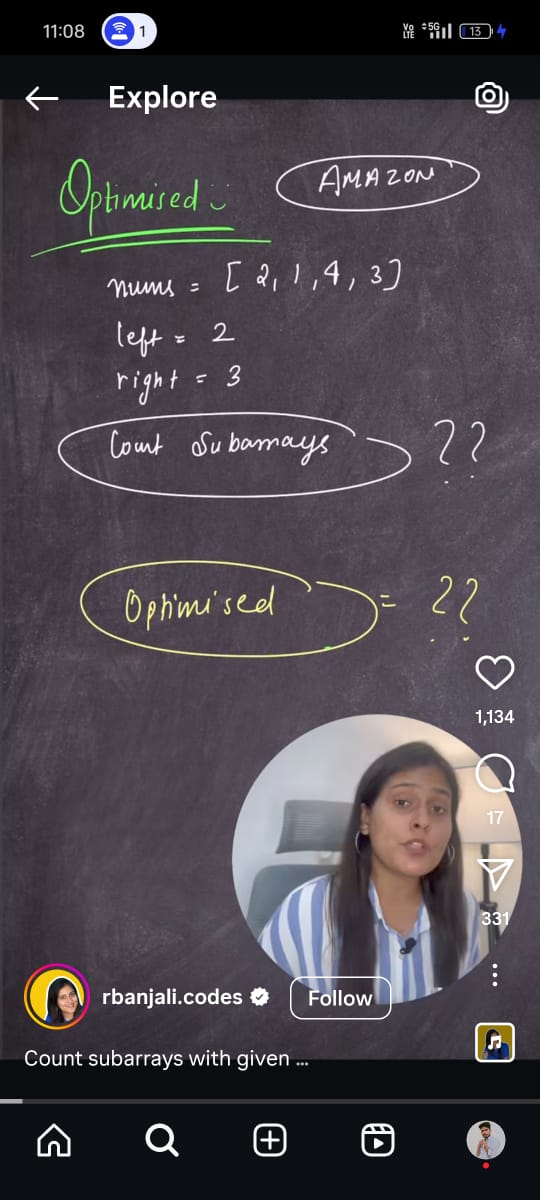 11:08
1
Vo LTE 5G 13
Explore
Optimised
AMAZON
nums = [2, 1, 4, 3]
left = 2
right = 3
Count Subarrays ??
Optimised = ??
1,134
17
331
rbanjali.codes
Follow
Count subarrays with given ...